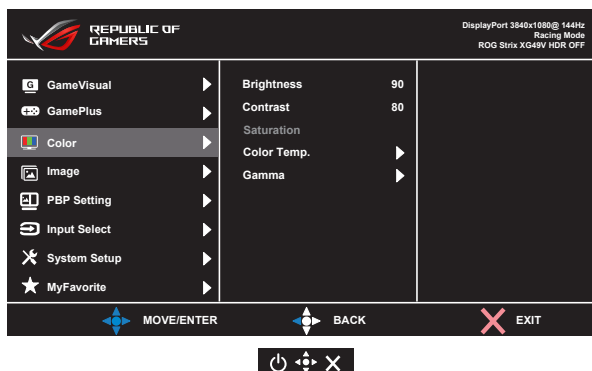 REPUBLIC OF
GAMERS
DisplayPort 3840x1080@ 144Hz
Racing Mode
ROG Strix XG49V HDR OFF
G GameVisual
GamePlus
Color
Image
PBP Setting
Input Select
System Setup
MyFavorite
Brightness 90
Contrast 80
Saturation
Color Temp.
Gamma
MOVE/ENTER
BACK
EXIT